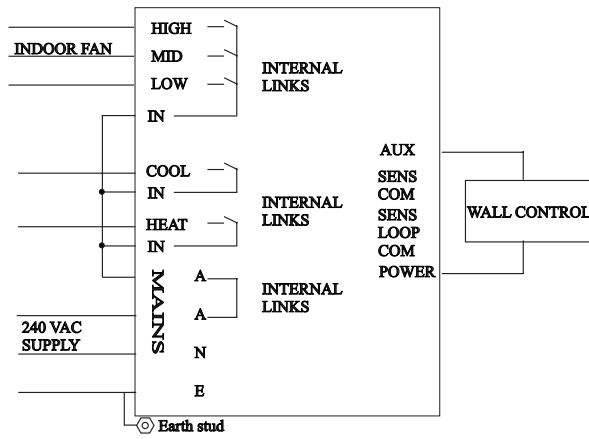 HIGH
INDOOR FAN
MID
LOW
INTERNAL
LINKS
IN
COOL
IN
INTERNAL
LINKS
HEAT
IN
MAINS
A
A
INTERNAL
LINKS
240 VAC
SUPPLY
N
E
Earth stud
AUX
SENS
COM
SENS
LOOP
COM
POWER
WALL CONTROL